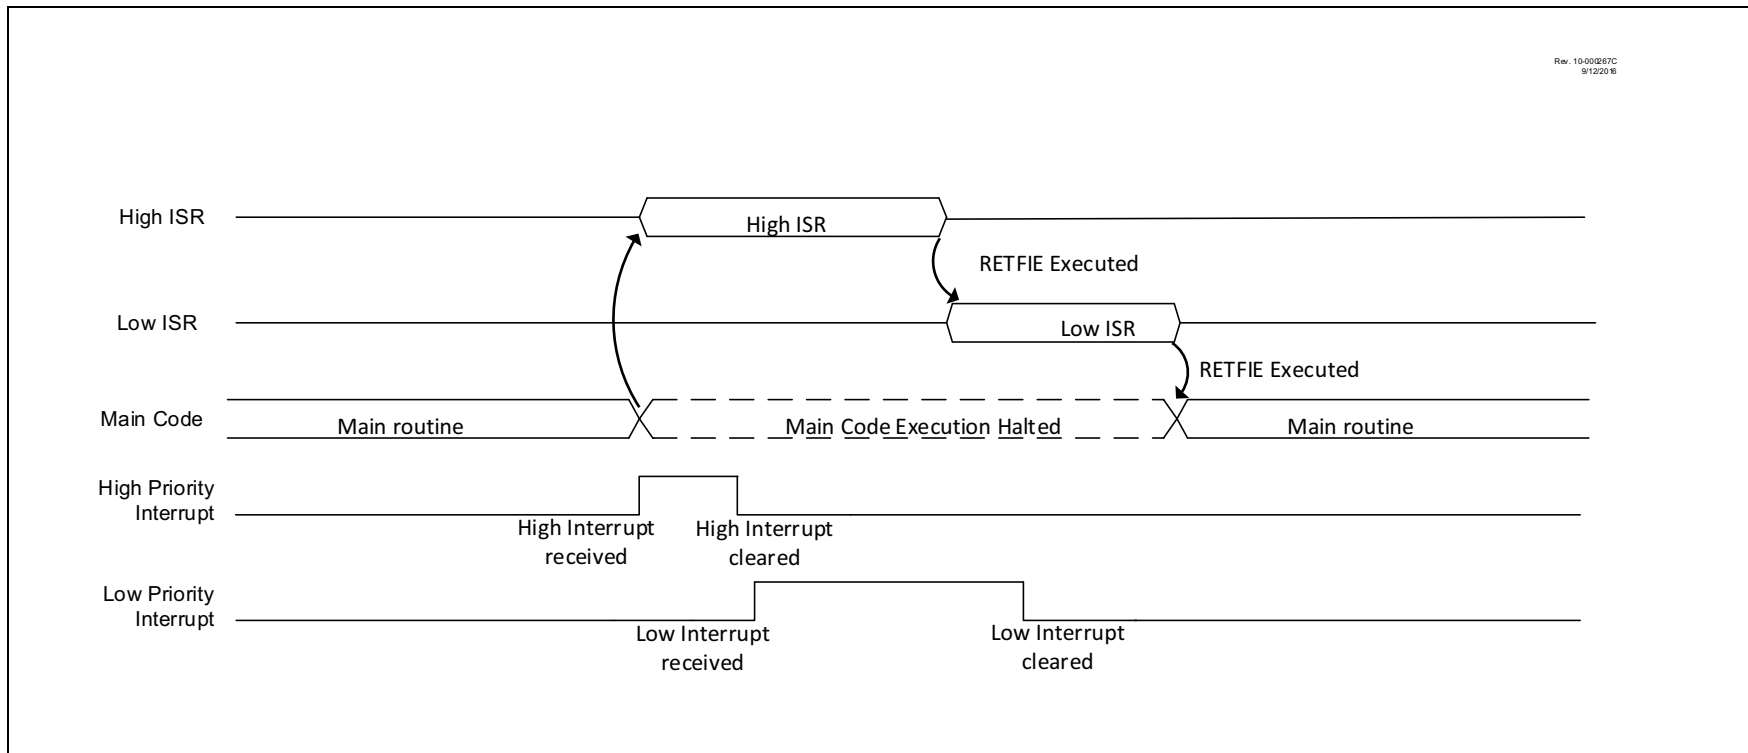 Rev. 10-000267C
9/12/2016
High ISR
High ISR
RETFIE Executed
Low ISR
Low ISR
RETFIE Executed
Main Code
Main routine
Main Code Execution Halted
Main routine
High Priority
Interrupt
High Interrupt
received
High Interrupt
cleared
Low Priority
Interrupt
Low Interrupt
received
Low Interrupt
cleared